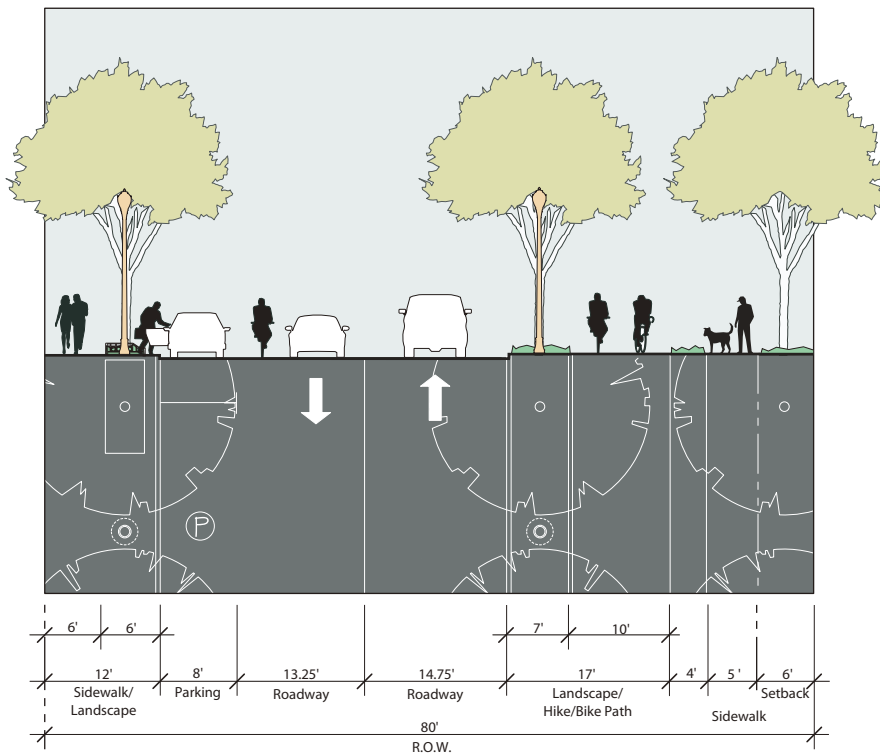 P
6' 6' 7' 10'
12' 8' 13.25' 14.75' 17' 4' 5 ' 6'
Sidewalk/
Landscape
Parking
Roadway
Roadway
Landscape/
Hike/Bike Path
Setback
Sidewalk
80'
R.O.W.